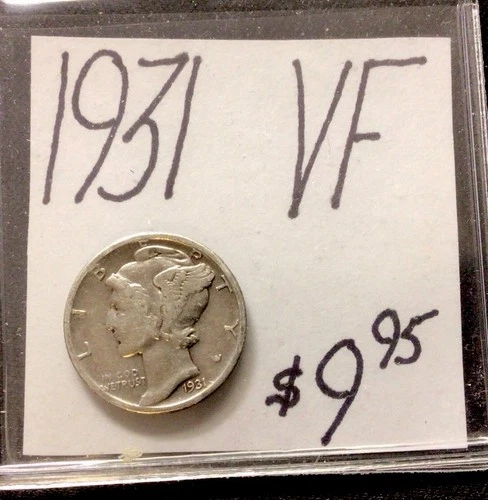 1931 VF
LIBERTY
IN GOD
WE TRUST
1931
$9.95